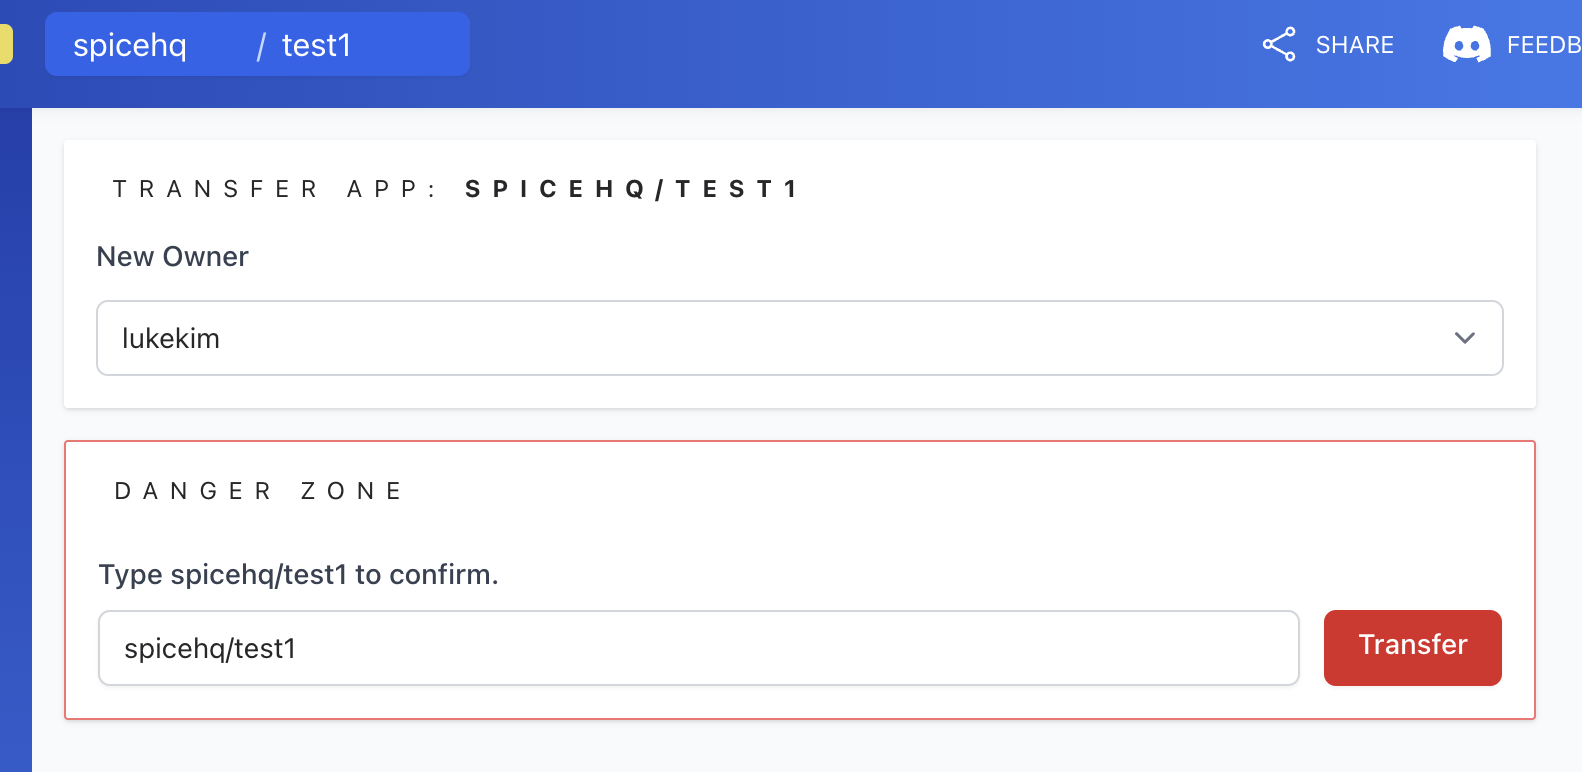 spicehq / test1
SHARE
FEEDB
TRANSFER APP: SPICEHQ/TEST1
New Owner
lukekim
DANGER ZONE
Type spicehq/test1 to confirm.
spicehq/test1
Transfer